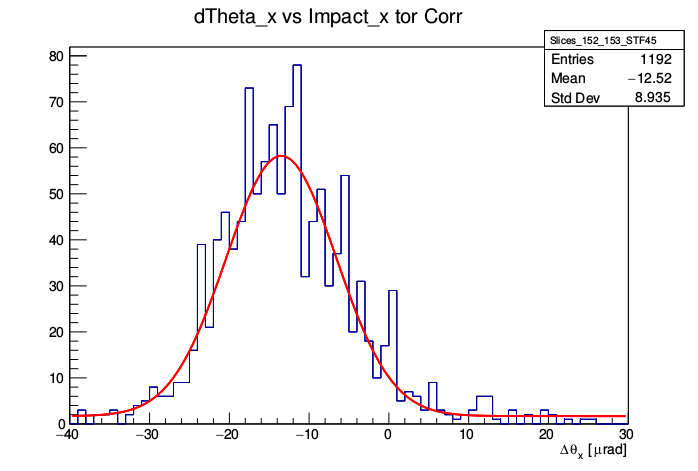 dTheta_x vs Impact_x tor Corr
Slices_152_153_STF45
Entries 1192
Mean −12.52
Std Dev 8.935
80
70
60
50
40
30
20
10
0
−40 −30 −20 −10 0 10 20 30
Δθx [μrad]